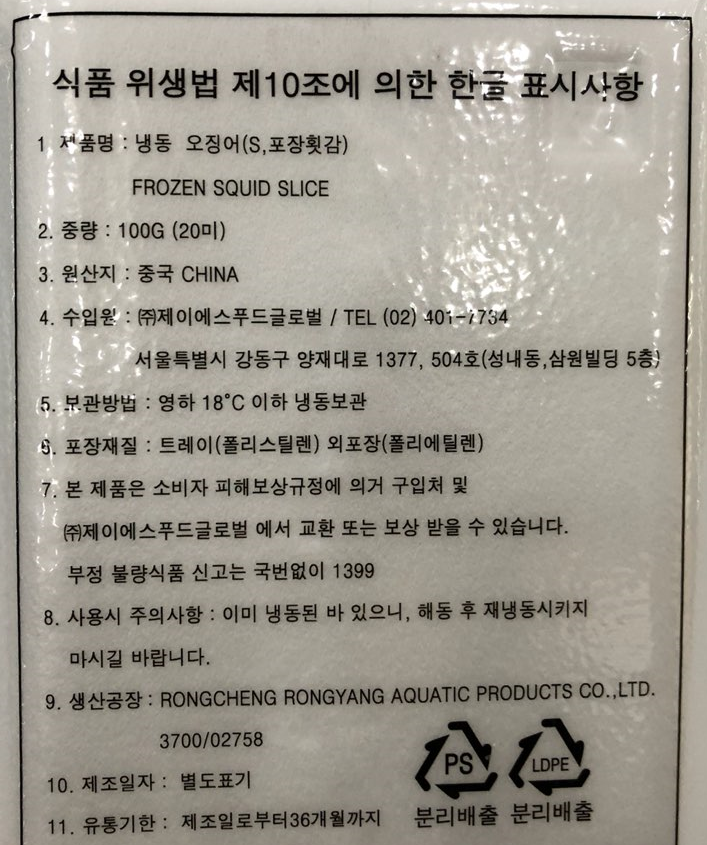 식품 위생법 제10조에 의한 한글 표시사항
1 제품명 : 냉동 오징어(S,포장횟감)
FROZEN SQUID SLICE
2. 중량 : 100G (20미)
3. 원산지 : 중국 CHINA
4. 수입원 : ㈜제이에스푸드글로벌 / TEL (02) 401-7734
서울특별시 강동구 양재대로 1377, 504호(성내동,삼원빌딩 5층)
5. 보관방법 : 영하 18°C 이하 냉동보관
6. 포장재질 : 트레이(폴리스틸렌) 외포장(폴리에틸렌)
7. 본 제품은 소비자 피해보상규정에 의거 구입처 및
㈜제이에스푸드글로벌 에서 교환 또는 보상 받을 수 있습니다.
부정 불량식품 신고는 국번없이 1399
8. 사용시 주의사항 : 이미 냉동된 바 있으니, 해동 후 재냉동시키지
마시길 바랍니다.
9. 생산공장 : RONGCHENG RONGYANG AQUATIC PRODUCTS CO.,LTD.
3700/02758
10. 제조일자 : 별도표기
11. 유통기한 : 제조일로부터36개월까지
PS LDPE
분리배출 분리배출